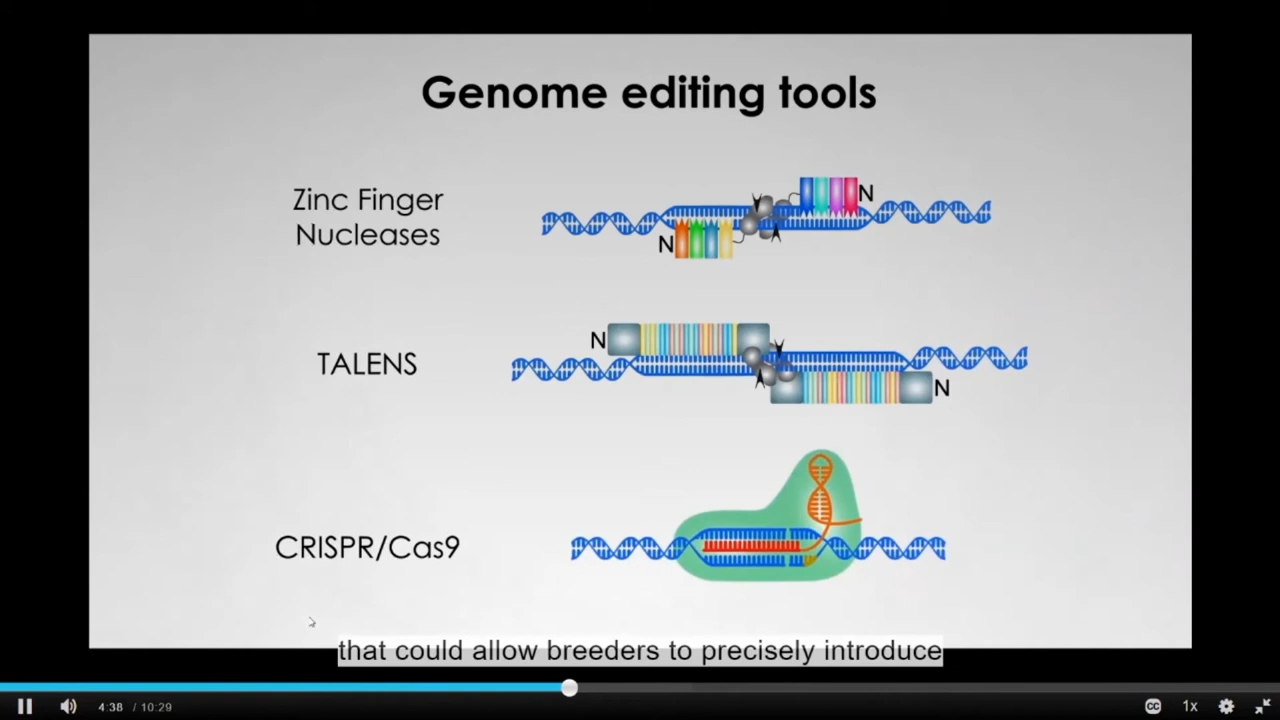 Genome editing tools
Zinc Finger
Nucleases
N
N
TALENS
N
N
CRISPR/Cas9
that could allow breeders to precisely introduce
4:38 / 10:29
CC
1x